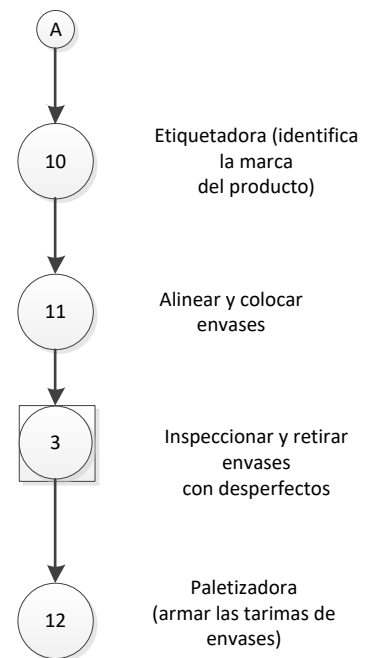 A
10
Etiquetadora (identifica
la marca
del producto)
11
Alinear y colocar
envases
3
Inspeccionar y retirar
envases
con desperfectos
12
Paletizadora
(armar las tarimas de
envases)